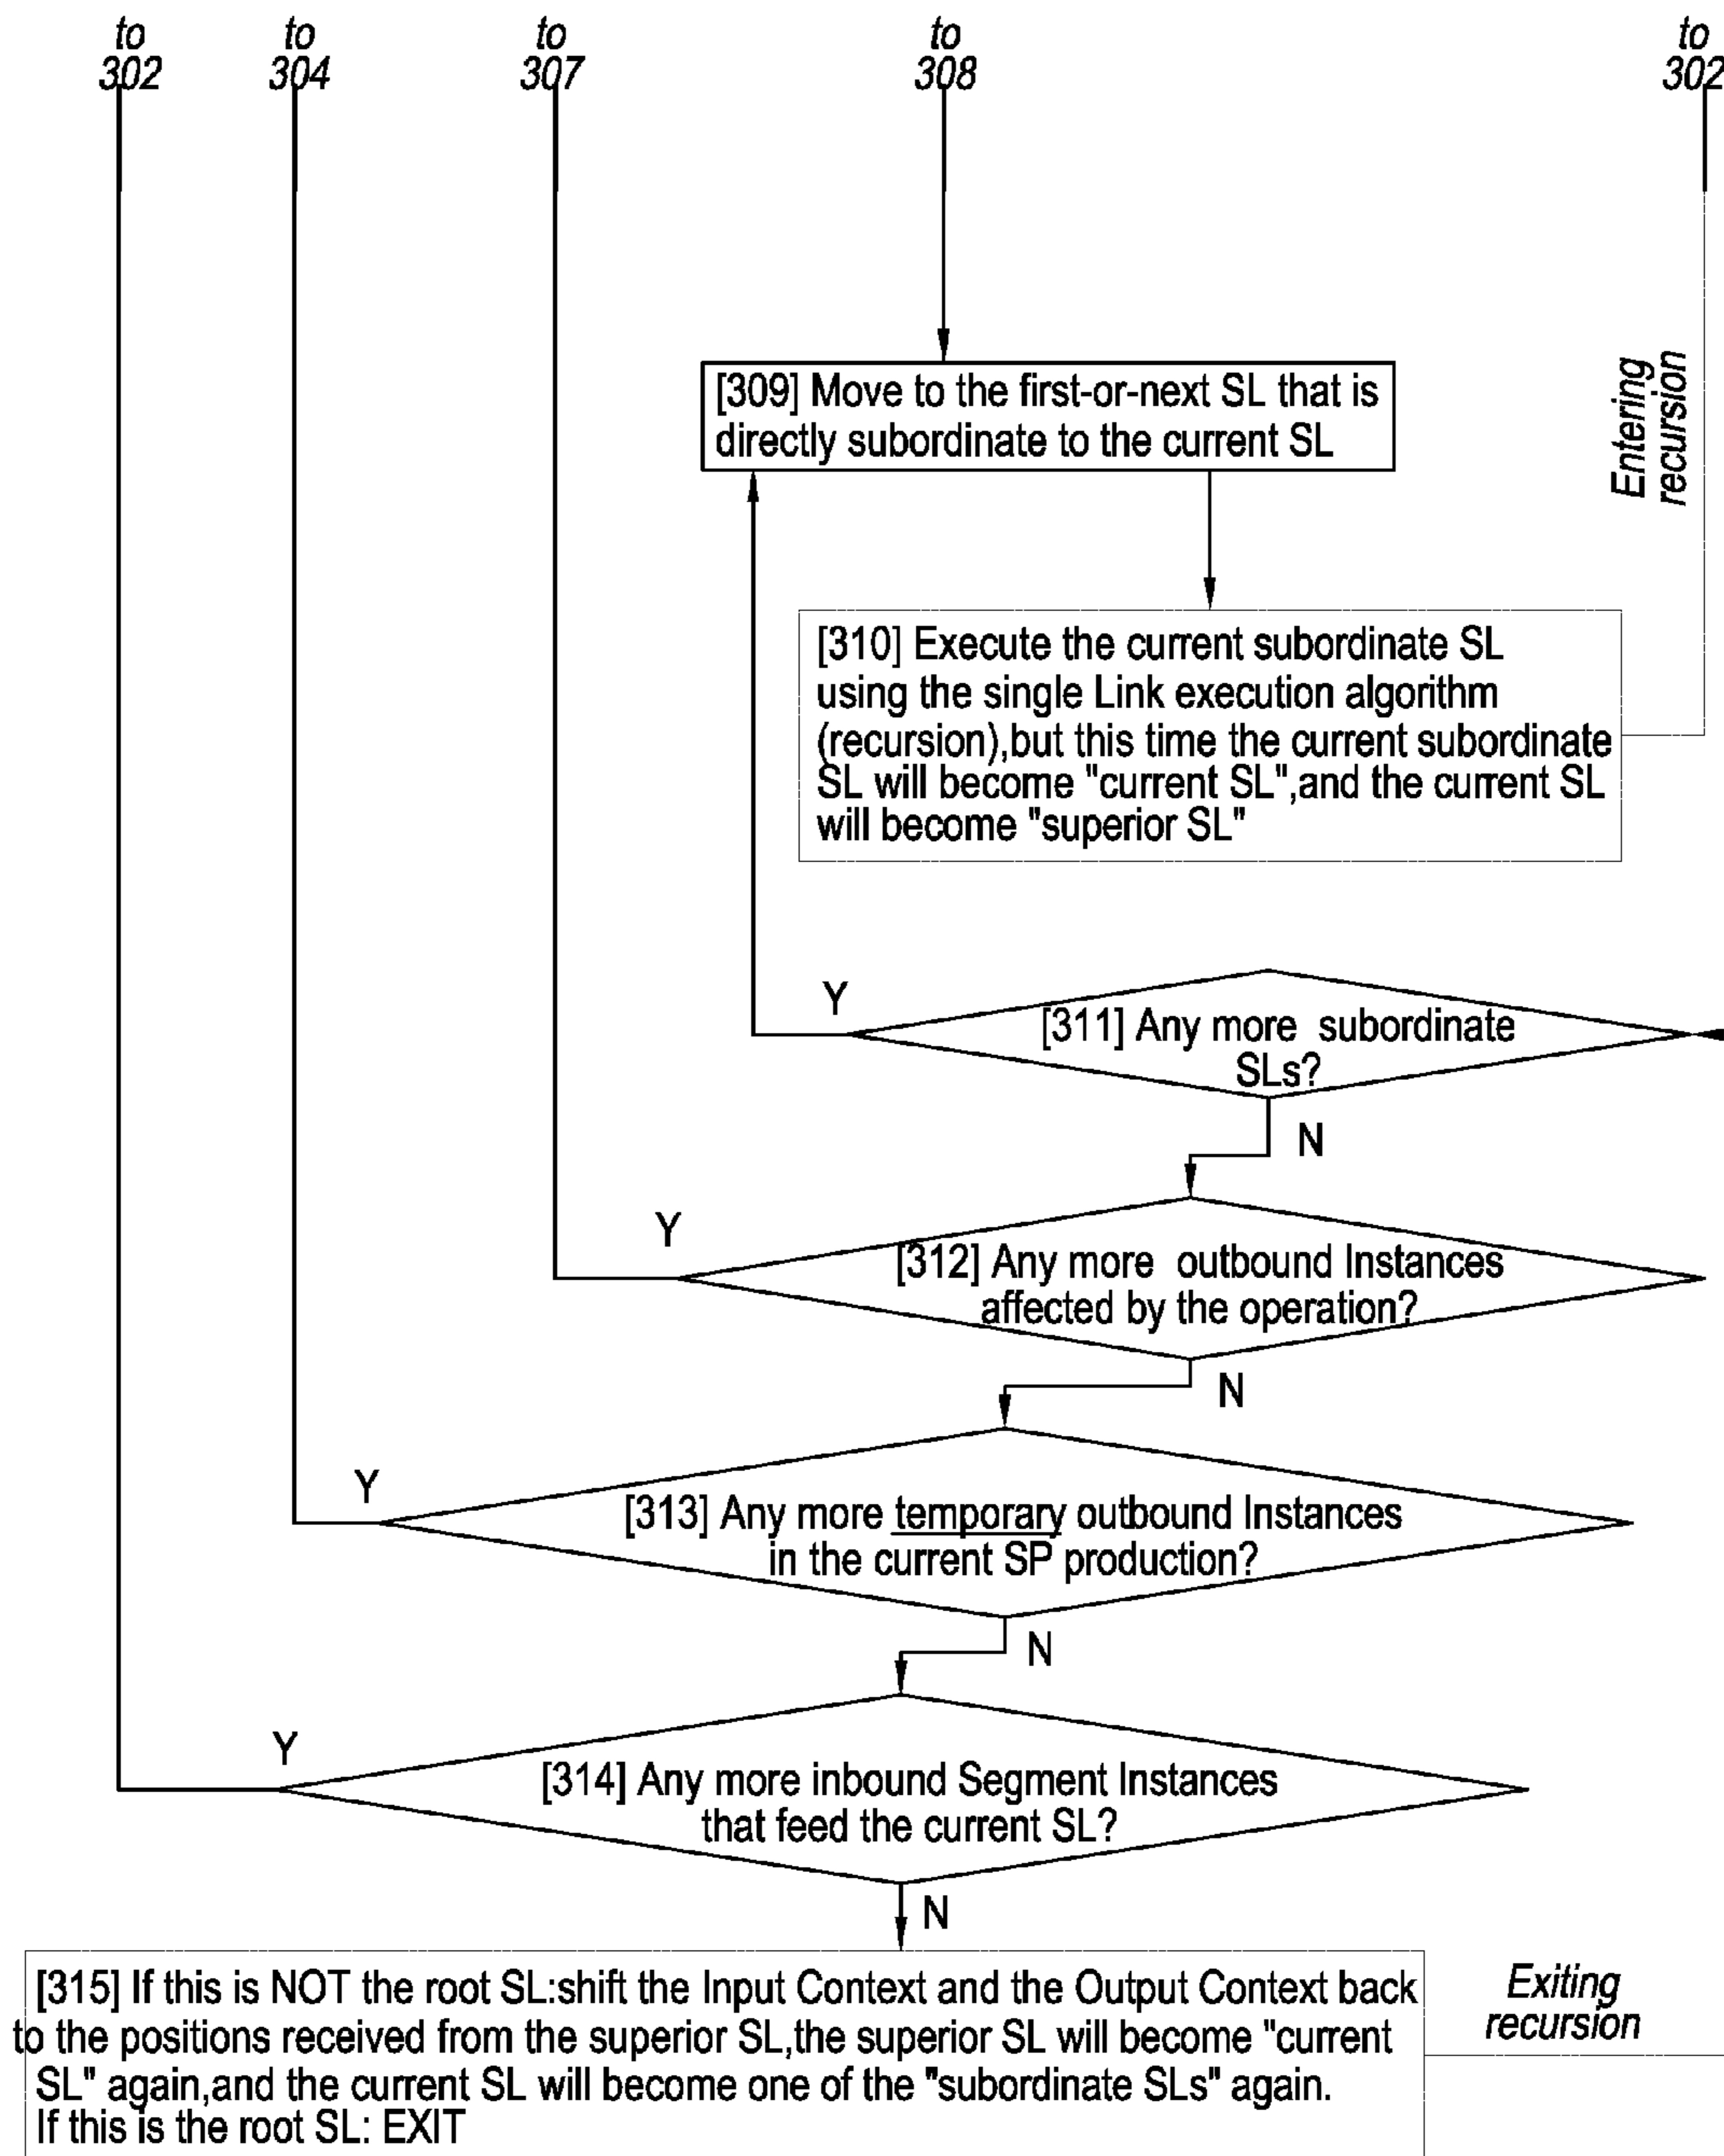 to
302
to
304
to
307
to
308
to
302
[309] Move to the first-or-next SL that is
directly subordinate to the current SL
Entering
recursion
[310] Execute the current subordinate SL
using the single Link execution algorithm
(recursion),but this time the current subordinate
SL will become "current SL",and the current SL
will become "superior SL"
Y
[311] Any more subordinate
SLs?
N
Y
[312] Any more outbound Instances
affected by the operation?
N
Y
[313] Any more temporary outbound Instances
in the current SP production?
N
Y
[314] Any more inbound Segment Instances
that feed the current SL?
N
[315] If this is NOT the root SL:shift the Input Context and the Output Context back
to the positions received from the superior SL,the superior SL will become "current
SL" again,and the current SL will become one of the "subordinate SLs" again.
If this is the root SL: EXIT
Exiting
recursion